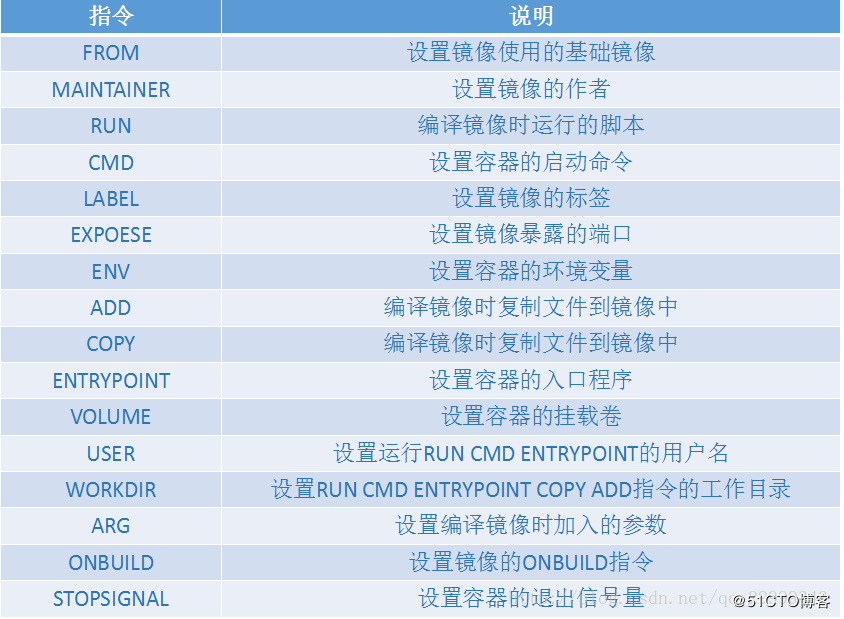 指令 说明
FROM 设置镜像使用的基础镜像
MAINTAINER 设置镜像的作者
RUN 编译镜像时运行的脚本
CMD 设置容器的启动命令
LABEL 设置镜像的标签
EXPOESE 设置镜像暴露的端口
ENV 设置容器的环境变量
ADD 编译镜像时复制文件到镜像中
COPY 编译镜像时复制文件到镜像中
ENTRYPOINT 设置容器的入口程序
VOLUME 设置容器的挂载卷
USER 设置运行RUN CMD ENTRYPOINT的用户名
WORKDIR 设置RUN CMD ENTRYPOINT COPY ADD指令的工作目录
ARG 设置编译镜像时加入的参数
ONBUILD 设置镜像的ONBUILD指令
STOPSIGNAL 设置容器的退出信号量
@51CTO博客